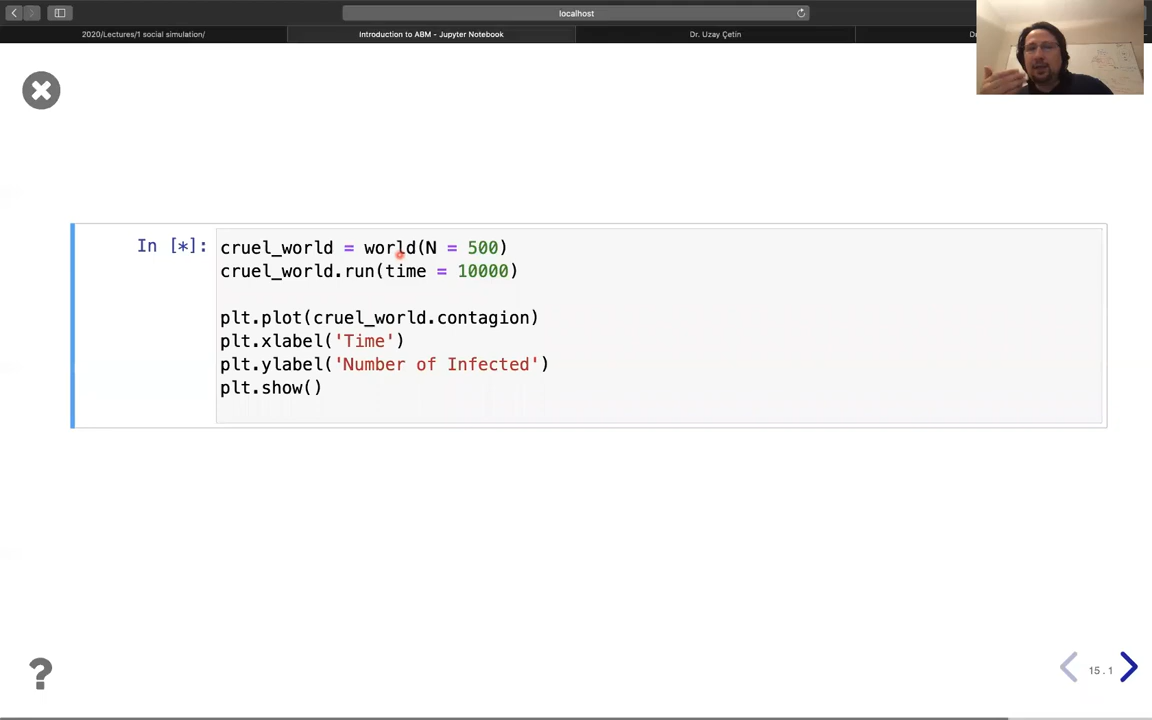 localhost
2020/Lectures/1 social simulation/
Introduction to ABM - Jupyter Notebook
Dr. Uzay Çetin
In [*]:
cruel_world = world(N = 500)
cruel_world.run(time = 10000)
plt.plot(cruel_world.contagion)
plt.xlabel('Time')
plt.ylabel('Number of Infected')
plt.show()
?
15.1